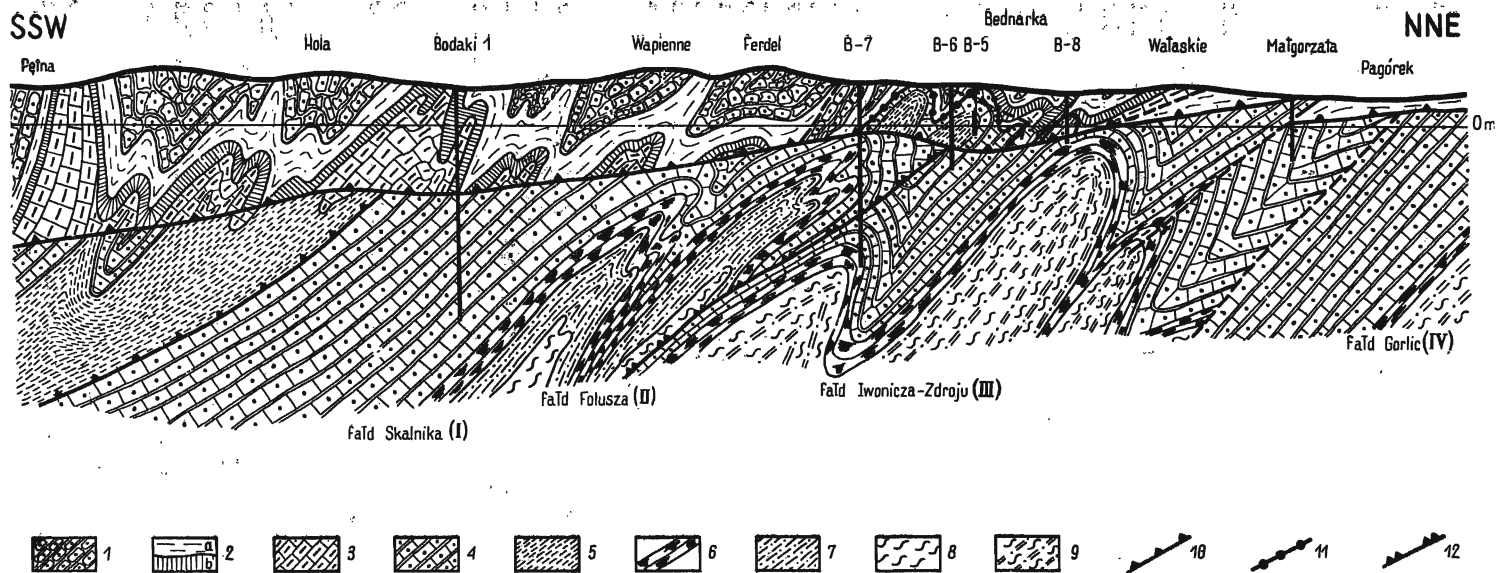 SSW
NNE
Bednarka
Hola
Bodaki 1
Wapienne
Ferdel
B-7
B-6 B-5
B-8
Wałaskie
Małgorzata
Pętna
Pagórek
0m
fałd Gorlic (IV)
fałd Iwonicza-Zdroju (III)
fałd Folusza (II)
fałd Skalnika (I)
1
a
b
2
3
4
5
6
7
8
9
10
11
12